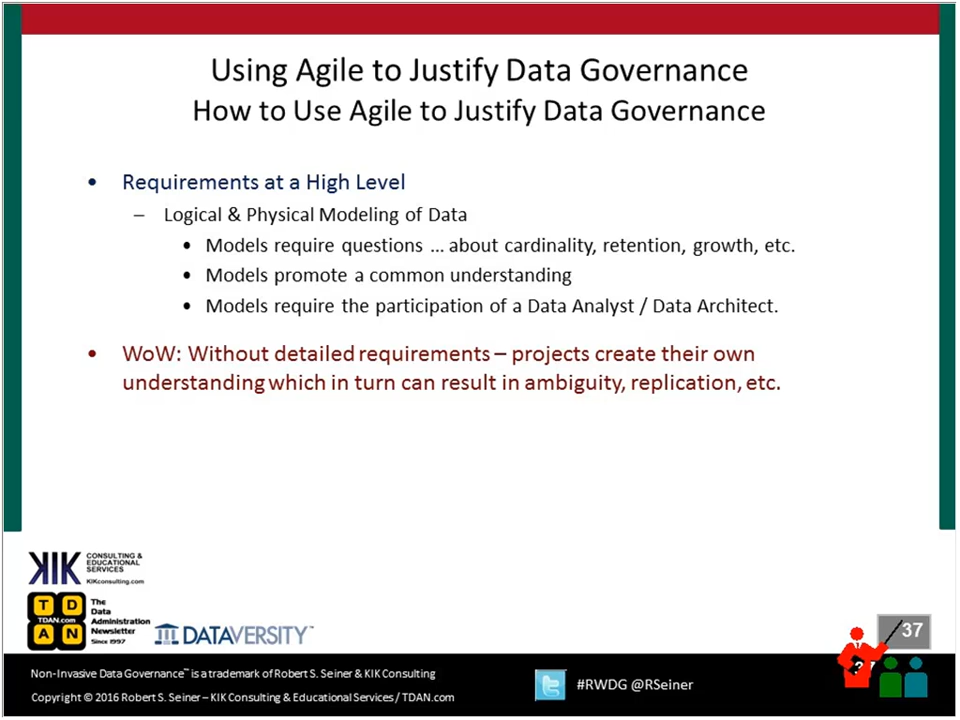 Using Agile to Justify Data Governance
How to Use Agile to Justify Data Governance
• Requirements at a High Level
– Logical & Physical Modeling of Data
• Models require questions ... about cardinality, retention, growth, etc.
• Models promote a common understanding
• Models require the participation of a Data Analyst / Data Architect.
• WoW: Without detailed requirements – projects create their own
understanding which in turn can result in ambiguity, replication, etc.
KIK CONSULTING &
EDUCATIONAL
SERVICES
KIKconsulting.com
T D
TDAN.com
A N
The
Data
Administration
Newsletter
Since 1997
DATAVERSITY™
37
Non-Invasive Data Governance™ is a trademark of Robert S. Seiner & KIK Consulting
Copyright © 2016 Robert S. Seiner – KIK Consulting & Educational Services / TDAN.com
#RWDG @RSeiner